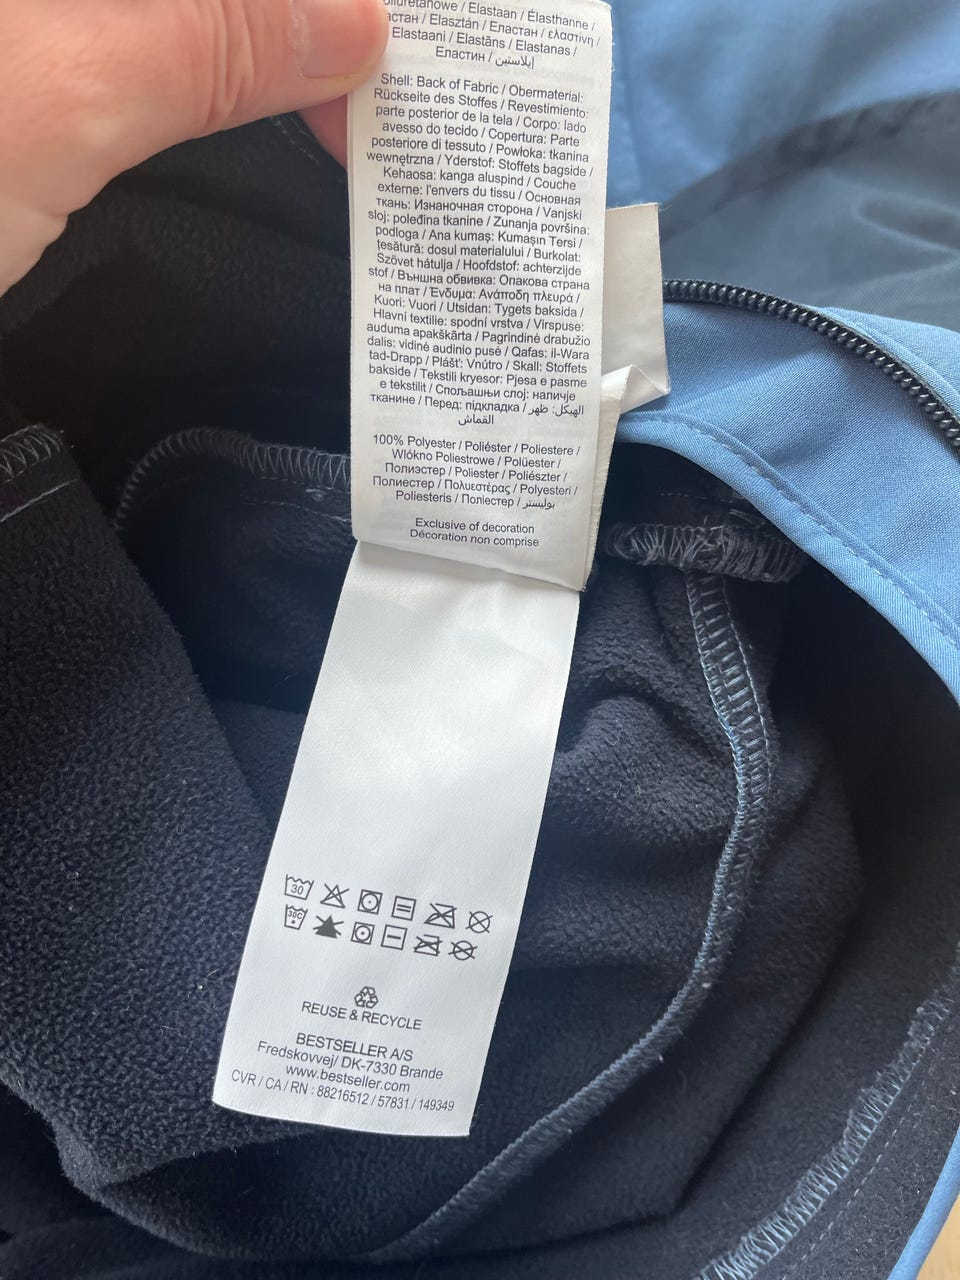 oliuretanowe / Elastaan / Élasthanne /
астан / Elasztán / Еластан / ελαστίνη /
Elastaani / Elastāns / Elastanas /
Еластин / إيلاستين
Shell: Back of Fabric / Obermaterial:
Rückseite des Stoffes / Revestimiento:
parte posterior de la tela / Corpo: lado
avesso do tecido / Copertura: Parte
posteriore di tessuto / Powłoka: tkanina
wewnętrzna / Yderstof: Stoffets bagside /
Kehaosa: kanga aluspind / Couche
externe: l'envers du tissu / Основная
ткань: Изнаночная сторона / Vanjski
sloj: poleđina tkanine / Zunanja površina:
podloga / Ana kumaş: Kumaşın Tersi /
țesătură: dosul materialului / Burkolat:
Szövet hátulja / Hoofdstof: achterzijde
stof / Външна обвивка: Опакова страна
на плат / Ένδυμα: Ανάποδη πλευρά /
Kuori: Vuori / Utsidan: Tygets baksida /
Hlavní textilie: spodní vrstva / Virspuse:
auduma apakškārta / Pagrindinė drabužio
dalis: vidinė audinio pusė / Qafas: il-Wara
tad-Drapp / Plášť: Vnútro / Skall: Stoffets
bakside / Tekstili kryesor: Pjesa e pasme
e tekstilit / Спољашњи слој: наличје
тканине / Перед: підкладка / الهيكل: ظهر
القماش
100% Polyester / Poliéster / Poliestere /
Włókno Poliestrowe / Polüester /
Полиэстер / Poliester / Poliészter /
Полиестер / Πολυεστέρας / Polyesteri /
Poliesteris / Поліестер / بوليستر
Exclusive of decoration
Décoration non comprise
30
30C
REUSE & RECYCLE
BESTSELLER A/S
Fredskovvej/ DK-7330 Brande
www.bestseller.com
CVR / CA / RN : 88216512 / 57831 / 149349